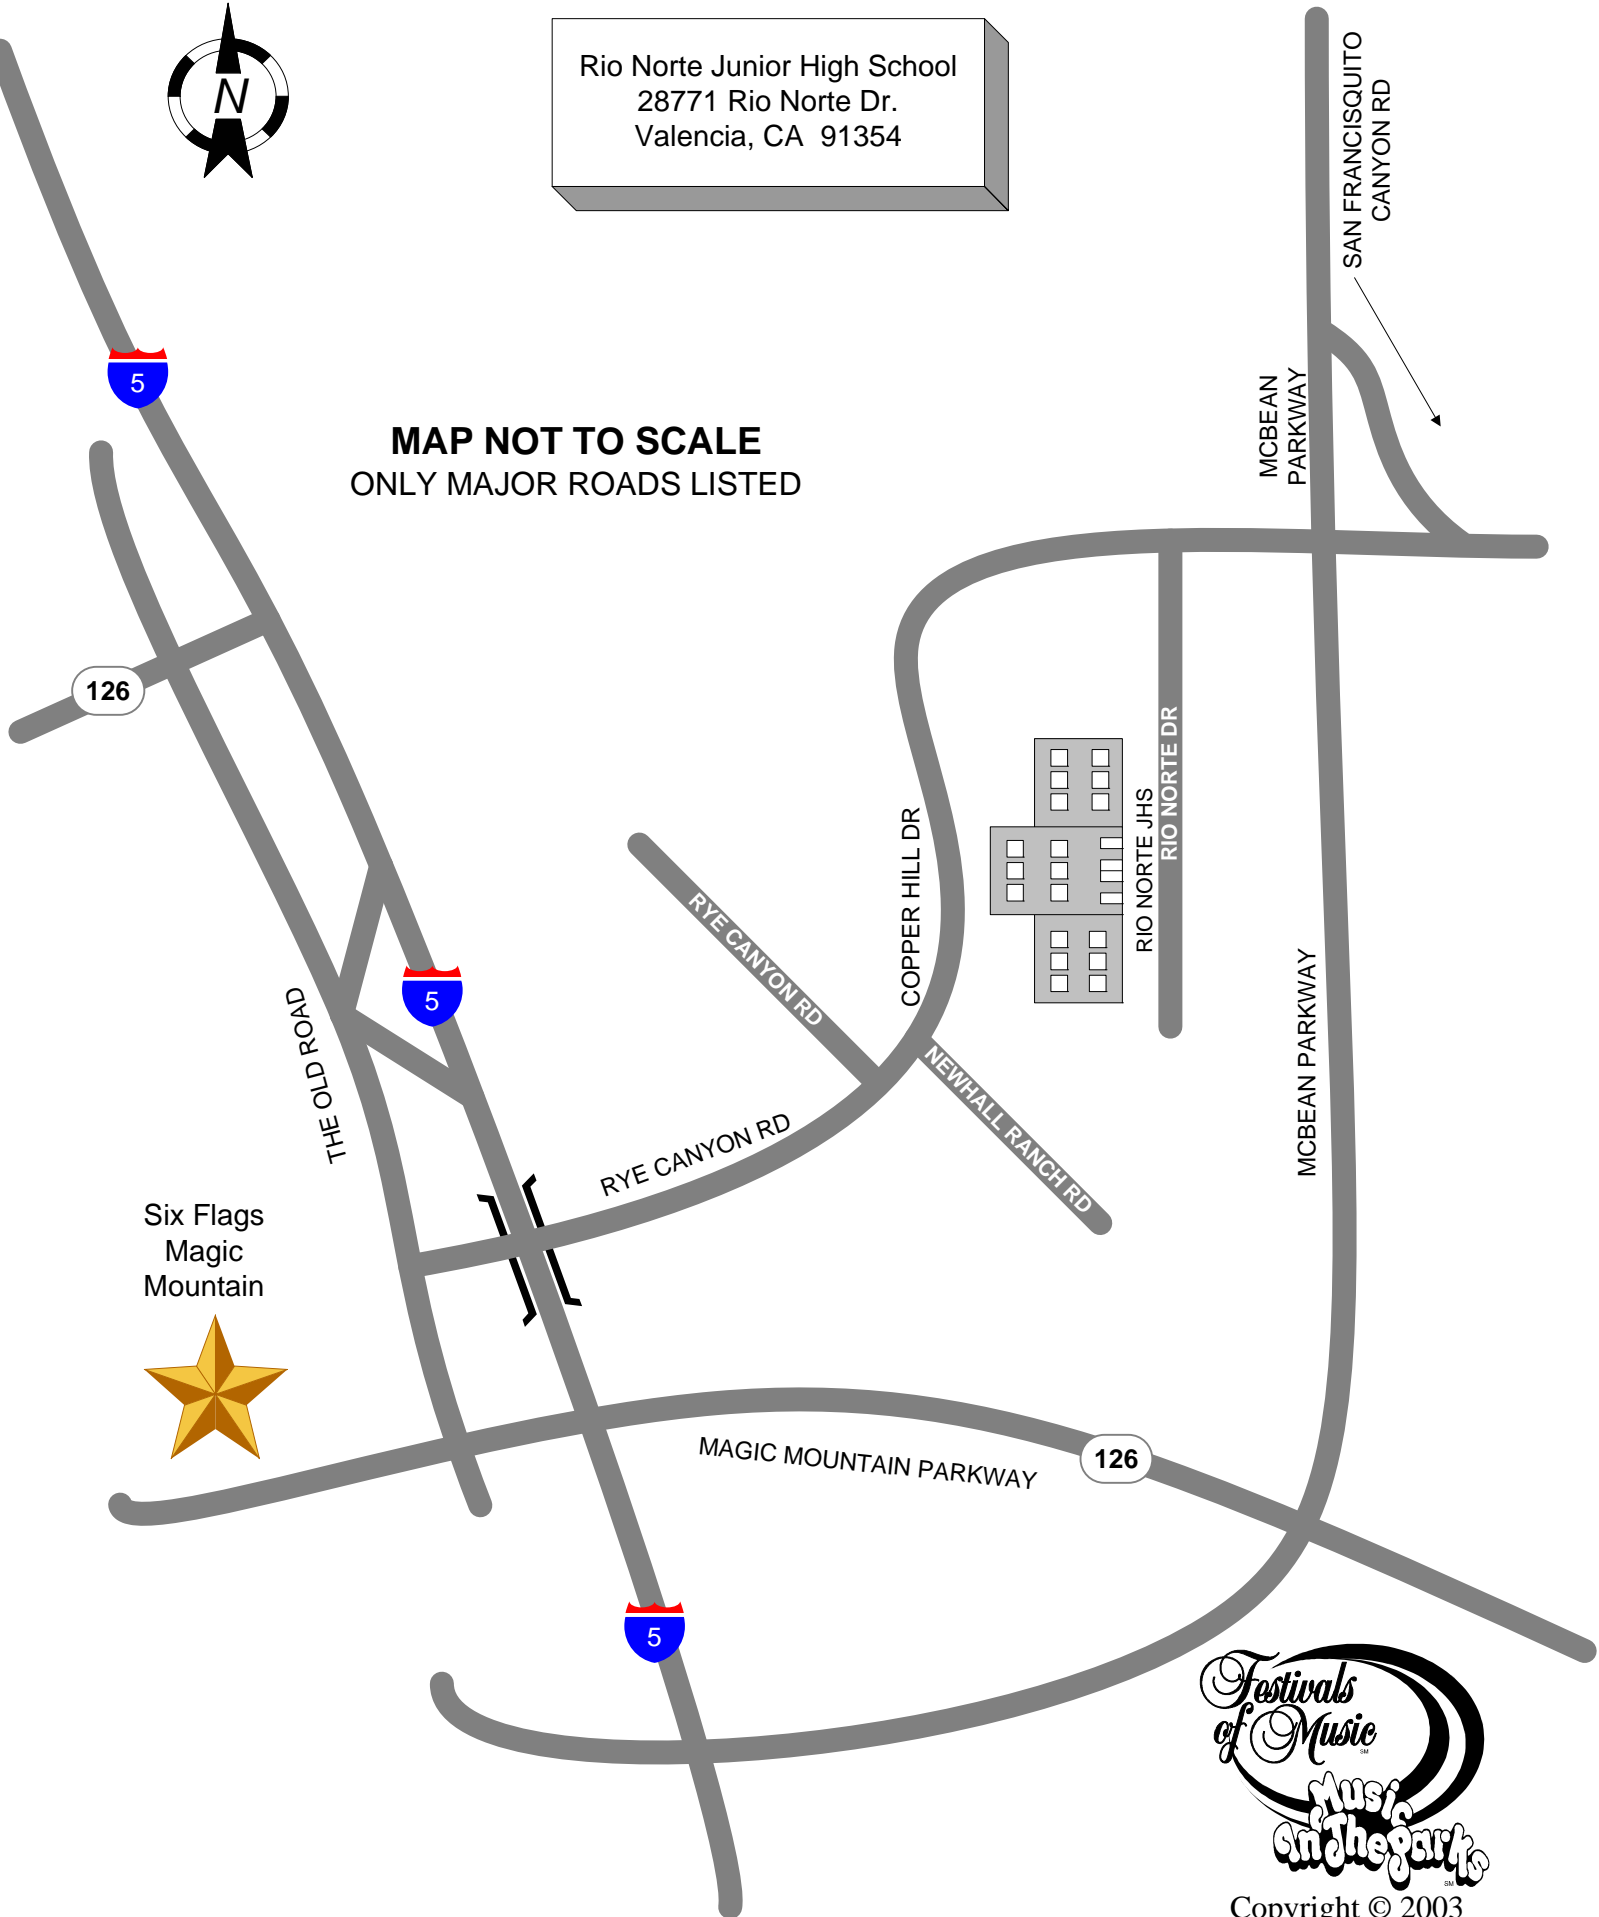 N
Rio Norte Junior High School
28771 Rio Norte Dr.
Valencia, CA 91354
SAN FRANCISQUITO
CANYON RD
5
MCBEAN
PARKWAY
MAP NOT TO SCALE
ONLY MAJOR ROADS LISTED
126
RIO NORTE DR
RIO NORTE JHS
COPPER HILL DR
RYE CANYON RD
5
THE OLD ROAD
MCBEAN PARKWAY
NEWHALL RANCH RD
RYE CANYON RD
Six Flags
Magic
Mountain
MAGIC MOUNTAIN PARKWAY
126
5
Festivals
of Music
SM
Music
In The Parks
SM
Copyright © 2003